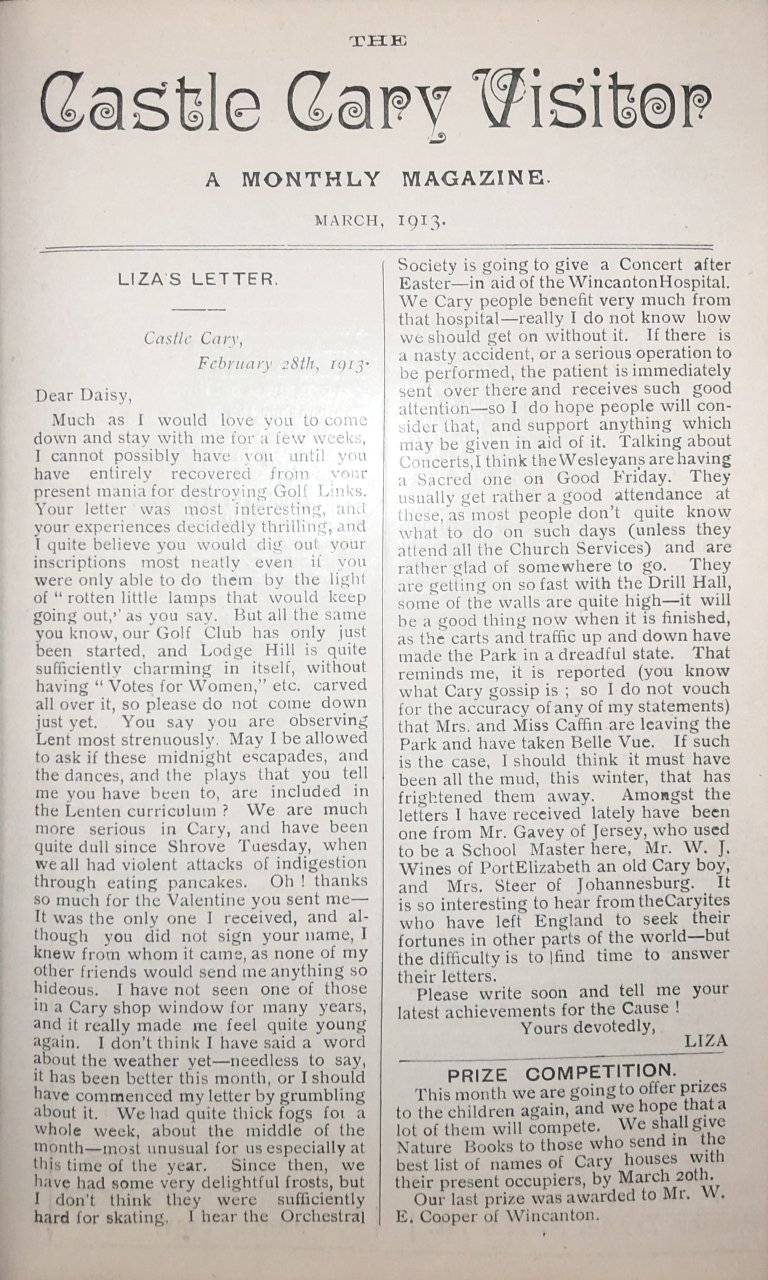 THE
Castle Cary Visitor
A MONTHLY MAGAZINE.
MARCH, 1913.
LIZA'S LETTER.
Castle Cary,
February 28th, 1913.
Dear Daisy,
Much as I would love you to come
down and stay with me for a few weeks,
I cannot possibly have you until you
have entirely recovered from your
present mania for destroying Golf Links.
Your letter was most interesting, and
your experiences decidedly thrilling, and
I quite believe you would dig out your
inscriptions most neatly even if you
were only able to do them by the light
of "rotten little lamps that would keep
going out," as you say. But all the same
you know, our Golf Club has only just
been started, and Lodge Hill is quite
sufficiently charming in itself, without
having "Votes for Women," etc. carved
all over it, so please do not come down
just yet. You say you are observing
Lent most strenuously. May I be allowed
to ask if these midnight escapades, and
the dances, and the plays that you tell
me you have been to, are included in
the Lenten curriculum? We are much
more serious in Cary, and have been
quite dull since Shrove Tuesday, when
we all had violent attacks of indigestion
through eating pancakes. Oh! thanks
so much for the Valentine you sent me—
It was the only one I received, and al-
though you did not sign your name, I
knew from whom it came, as none of my
other friends would send me anything so
hideous. I have not seen one of those
in a Cary shop window for many years,
and it really made me feel quite young
again. I don't think I have said a word
about the weather yet—needless to say,
it has been better this month, or I should
have commenced my letter by grumbling
about it. We had quite thick fogs for a
whole week, about the middle of the
month—most unusual for us especially at
this time of the year. Since then, we
have had some very delightful frosts, but
I don't think they were sufficiently
hard for skating. I hear the Orchestral
Society is going to give a Concert after
Easter—in aid of the Wincanton Hospital.
We Cary people benefit very much from
that hospital—really I do not know how
we should get on without it. If there is
a nasty accident, or a serious operation to
be performed, the patient is immediately
sent over there and receives such good
attention—so I do hope people will con-
sider that, and support anything which
may be given in aid of it. Talking about
Concerts, I think the Wesleyans are having
a Sacred one on Good Friday. They
usually get rather a good attendance at
these, as most people don't quite know
what to do on such days (unless they
attend all the Church Services) and are
rather glad of somewhere to go. They
are getting on so fast with the Drill Hall,
some of the walls are quite high—it will
be a good thing now when it is finished,
as the carts and traffic up and down have
made the Park in a dreadful state. That
reminds me, it is reported (you know
what Cary gossip is; so I do not vouch
for the accuracy of any of my statements)
that Mrs. and Miss Caffin are leaving the
Park and have taken Belle Vue. If such
is the case, I should think it must have
been all the mud, this winter, that has
frightened them away. Amongst the
letters I have received lately have been
one from Mr. Gavey of Jersey, who used
to be a School Master here, Mr. W. J.
Wines of Port Elizabeth an old Cary boy,
and Mrs. Steer of Johannesburg. It
is so interesting to hear from the Caryites
who have left England to seek their
fortunes in other parts of the world—but
the difficulty is to find time to answer
their letters.
Please write soon and tell me your
latest achievements for the Cause!
Yours devotedly,
LIZA
PRIZE COMPETITION.
This month we are going to offer prizes
to the children again, and we hope that a
lot of them will compete. We shall give
Nature Books to those who send in the
best list of names of Cary houses with
their present occupiers, by March 20th.
Our last prize was awarded to Mr. W.
E. Cooper of Wincanton.